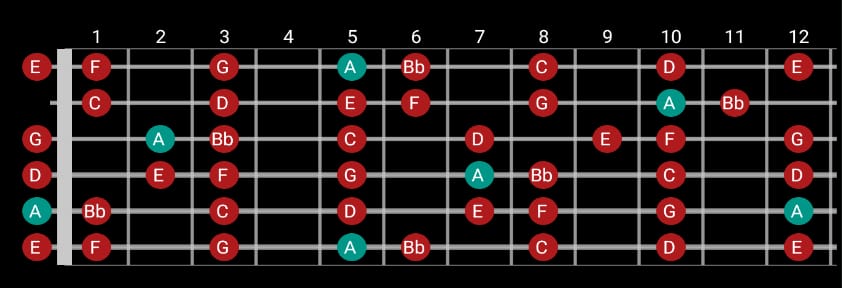 1 2 3 4 5 6 7 8 9 10 11 12
E F G A Bb C D E
C D E F G A Bb
G A Bb C D E F G
D E F G A Bb C D
A Bb C D E F G A
E F G A Bb C D E